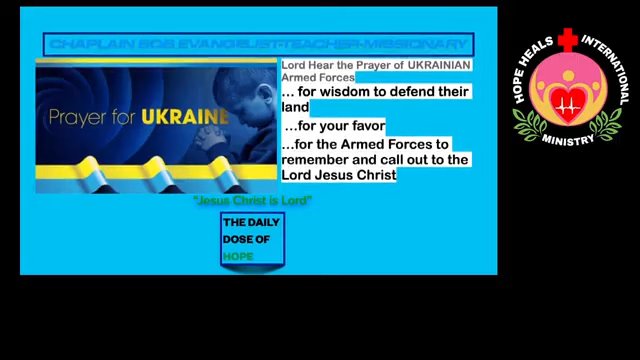 CHAPLAIN BOB EVANGELIST-TEACHER-MISSIONARY
Prayer for UKRAINE
Lord Hear the Prayer of UKRAINIAN
Armed Forces
... for wisdom to defend their
land
...for your favor
...for the Armed Forces to
remember and call out to the
Lord Jesus Christ
"Jesus Christ is Lord"
THE DAILY
DOSE OF
HOPE
HOPE HEALS INTERNATIONAL
MINISTRY